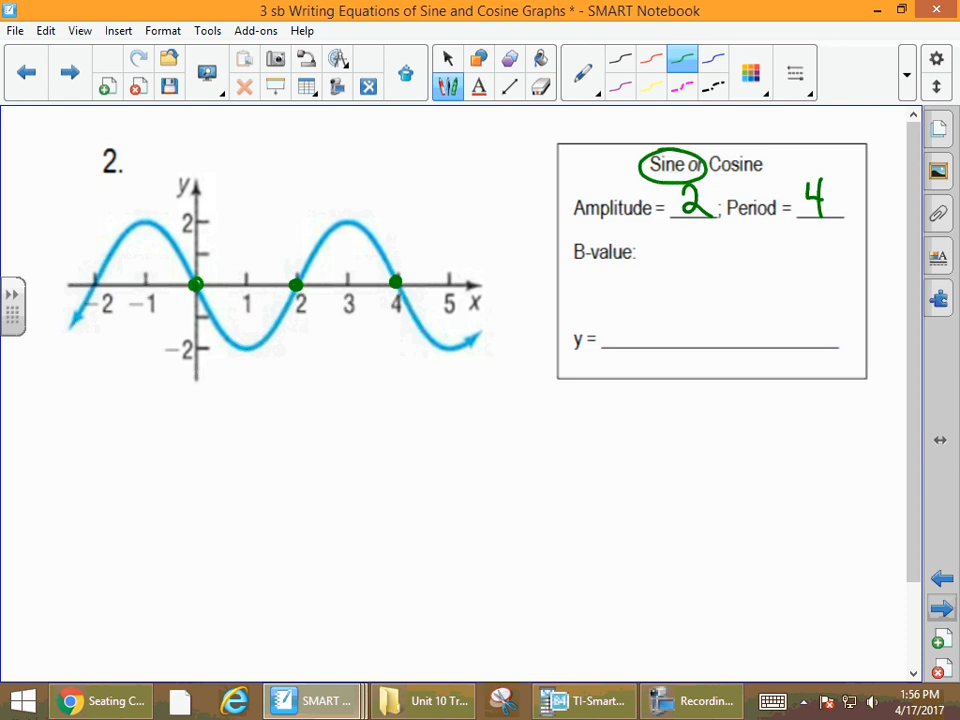 3 sb Writing Equations of Sine and Cosine Graphs * - SMART Notebook
File Edit View Insert Format Tools Add-ons Help
2.
Sine or Cosine
Amplitude = 2 ; Period = 4
B-value:
y =
y
2
-2 -1 1 2 3 4 5 x
-2
Seating C...
SMART ...
Unit 10 Tr...
TI-Smart...
Recordin...
1:56 PM
4/17/2017